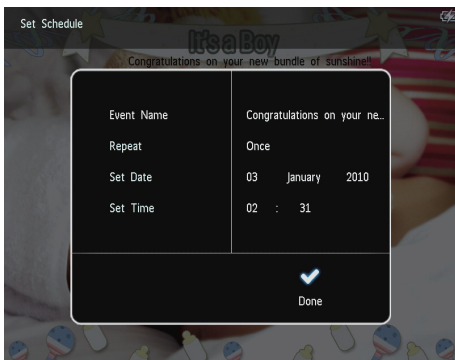 Set Schedule
It's a Boy
Congratulations on your new bundle of sunshine!!
Event Name
Congratulations on your ne...
Repeat
Once
Set Date
03 January 2010
Set Time
02 : 31
Done